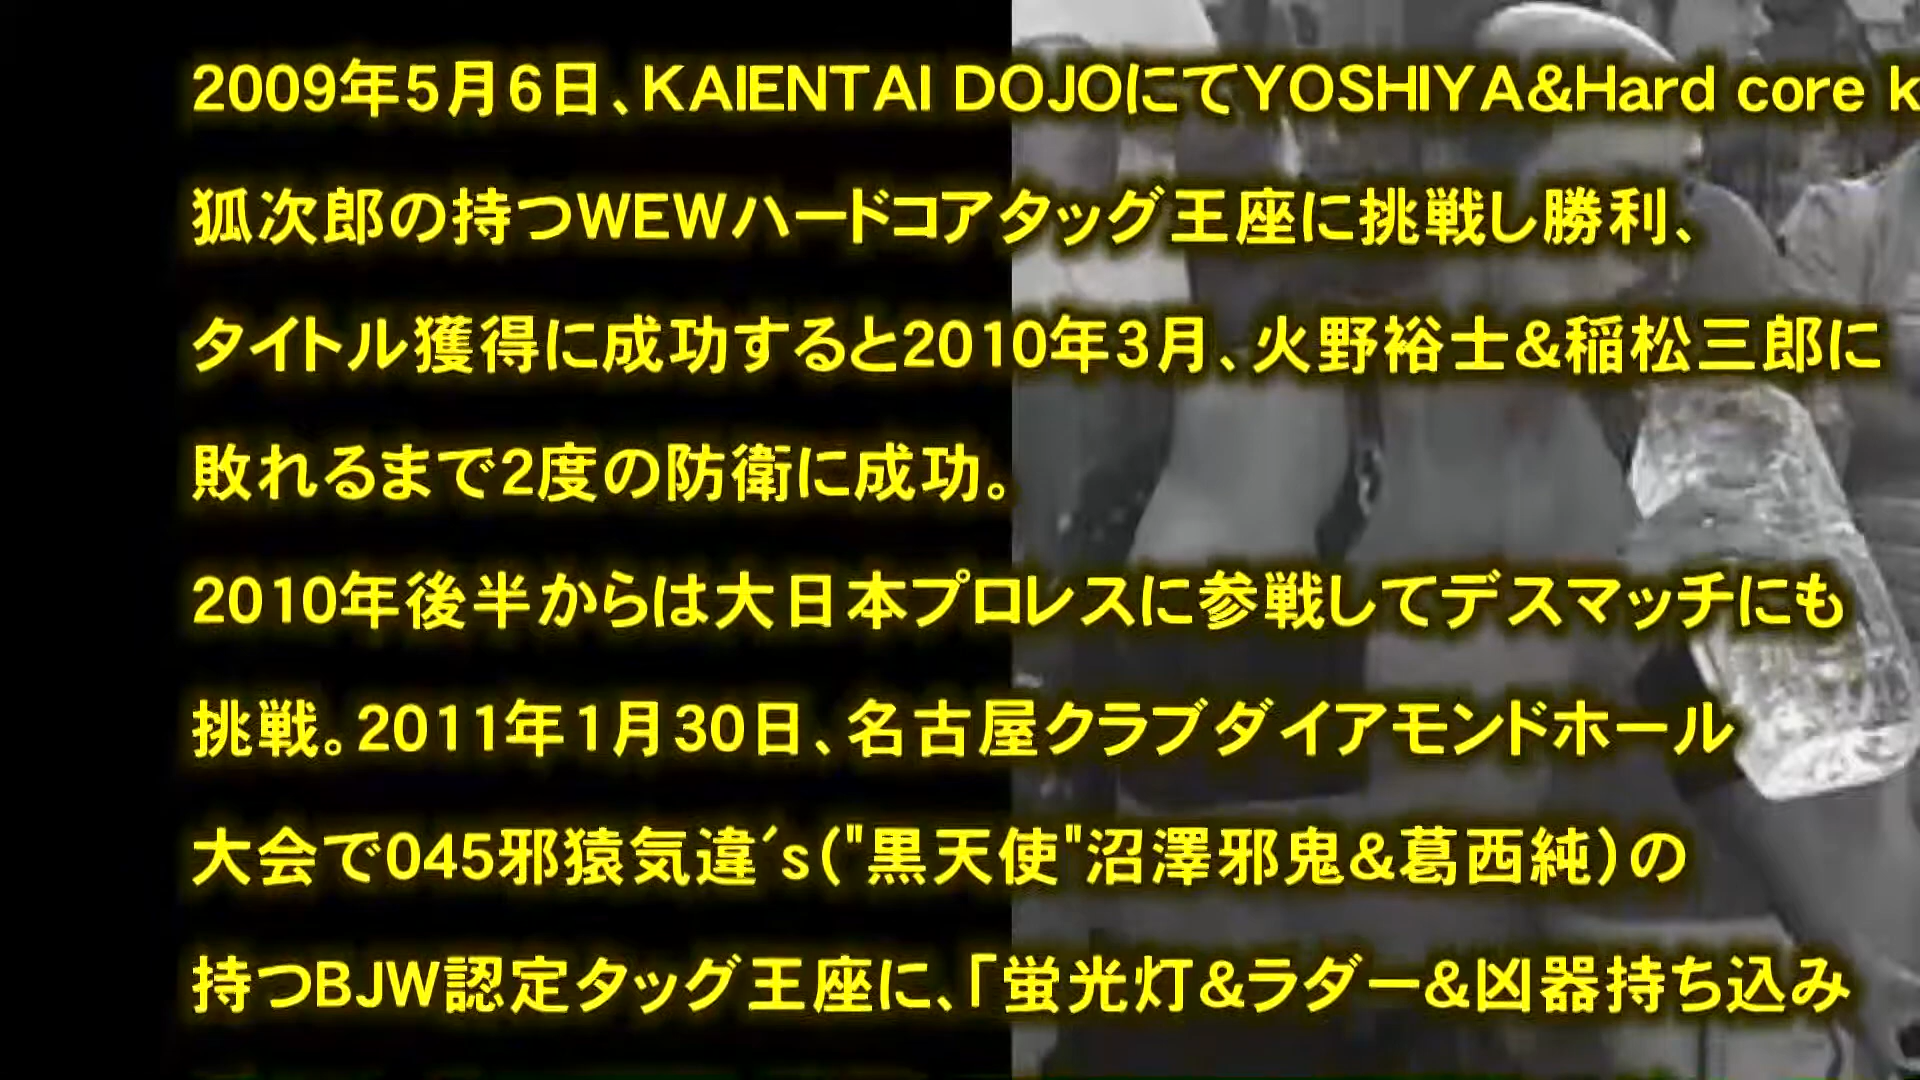 2009年5月6日、KAIENTAI DOJOにてYOSHIYA&Hard core k
狐次郎の持つWEWハードコアタッグ王座に挑戦し勝利、
タイトル獲得に成功すると2010年3月、火野裕士&稲松三郎に
敗れるまで2度の防衛に成功。
2010年後半からは大日本プロレスに参戦してデスマッチにも
挑戦。2011年1月30日、名古屋クラブダイアモンドホール
大会で045邪猿気違´s("黒天使"沼澤邪鬼&葛西純)の
持つBJW認定タッグ王座に、「蛍光灯&ラダー&凶器持ち込み